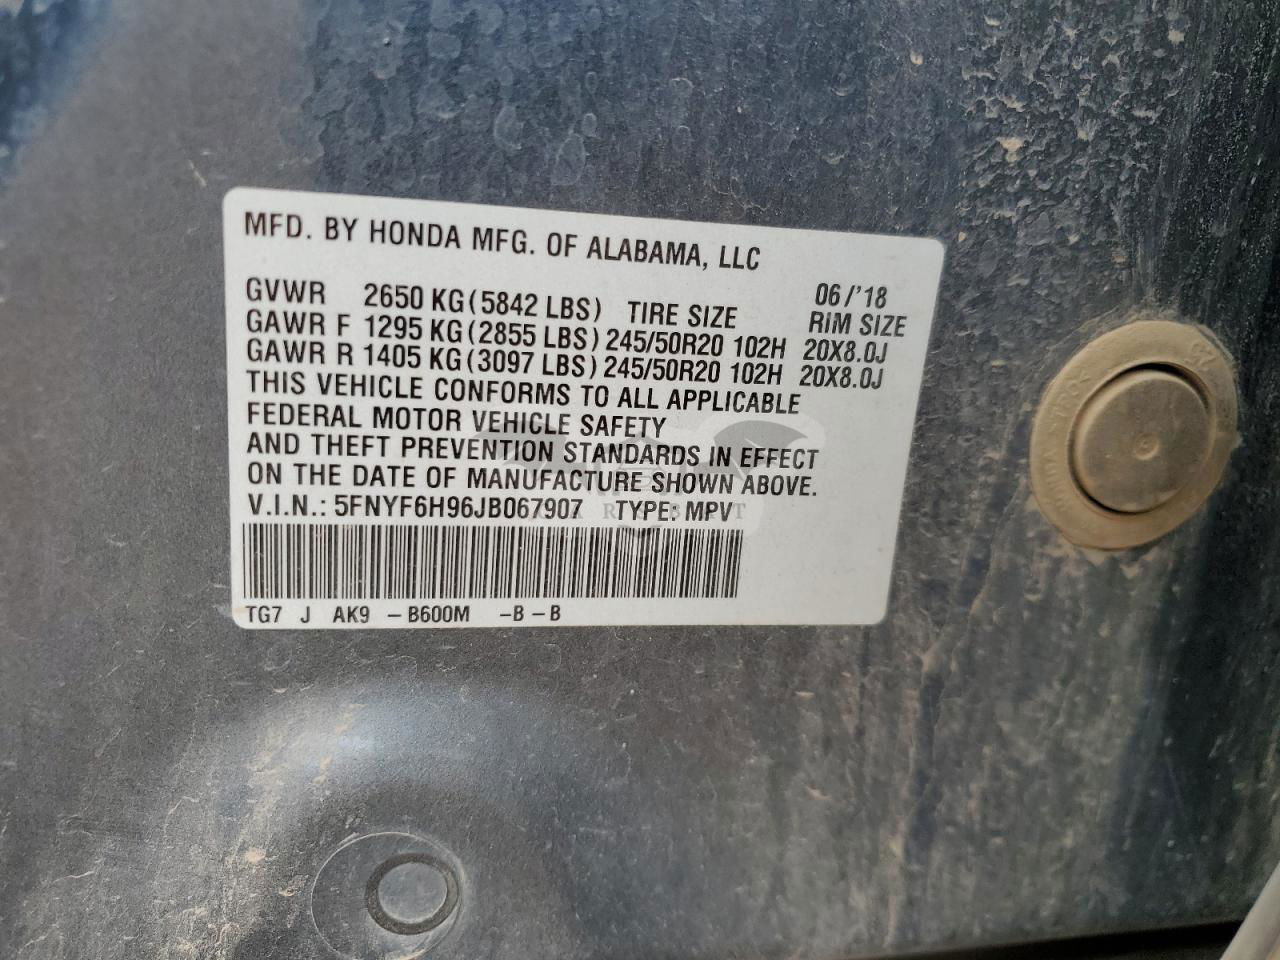 MFD. BY HONDA MFG. OF ALABAMA, LLC
06/'18
GVWR 2650 KG (5842 LBS) TIRE SIZE RIM SIZE
GAWR F 1295 KG (2855 LBS) 245/50R20 102H 20X8.0J
GAWR R 1405 KG (3097 LBS) 245/50R20 102H 20X8.0J
THIS VEHICLE CONFORMS TO ALL APPLICABLE
FEDERAL MOTOR VEHICLE SAFETY
AND THEFT PREVENTION STANDARDS IN EFFECT
ON THE DATE OF MANUFACTURE SHOWN ABOVE.
V.I.N.: 5FNYF6H96JB067907 TYPE: MPV
TG7 J AK9 -B600M -B -B